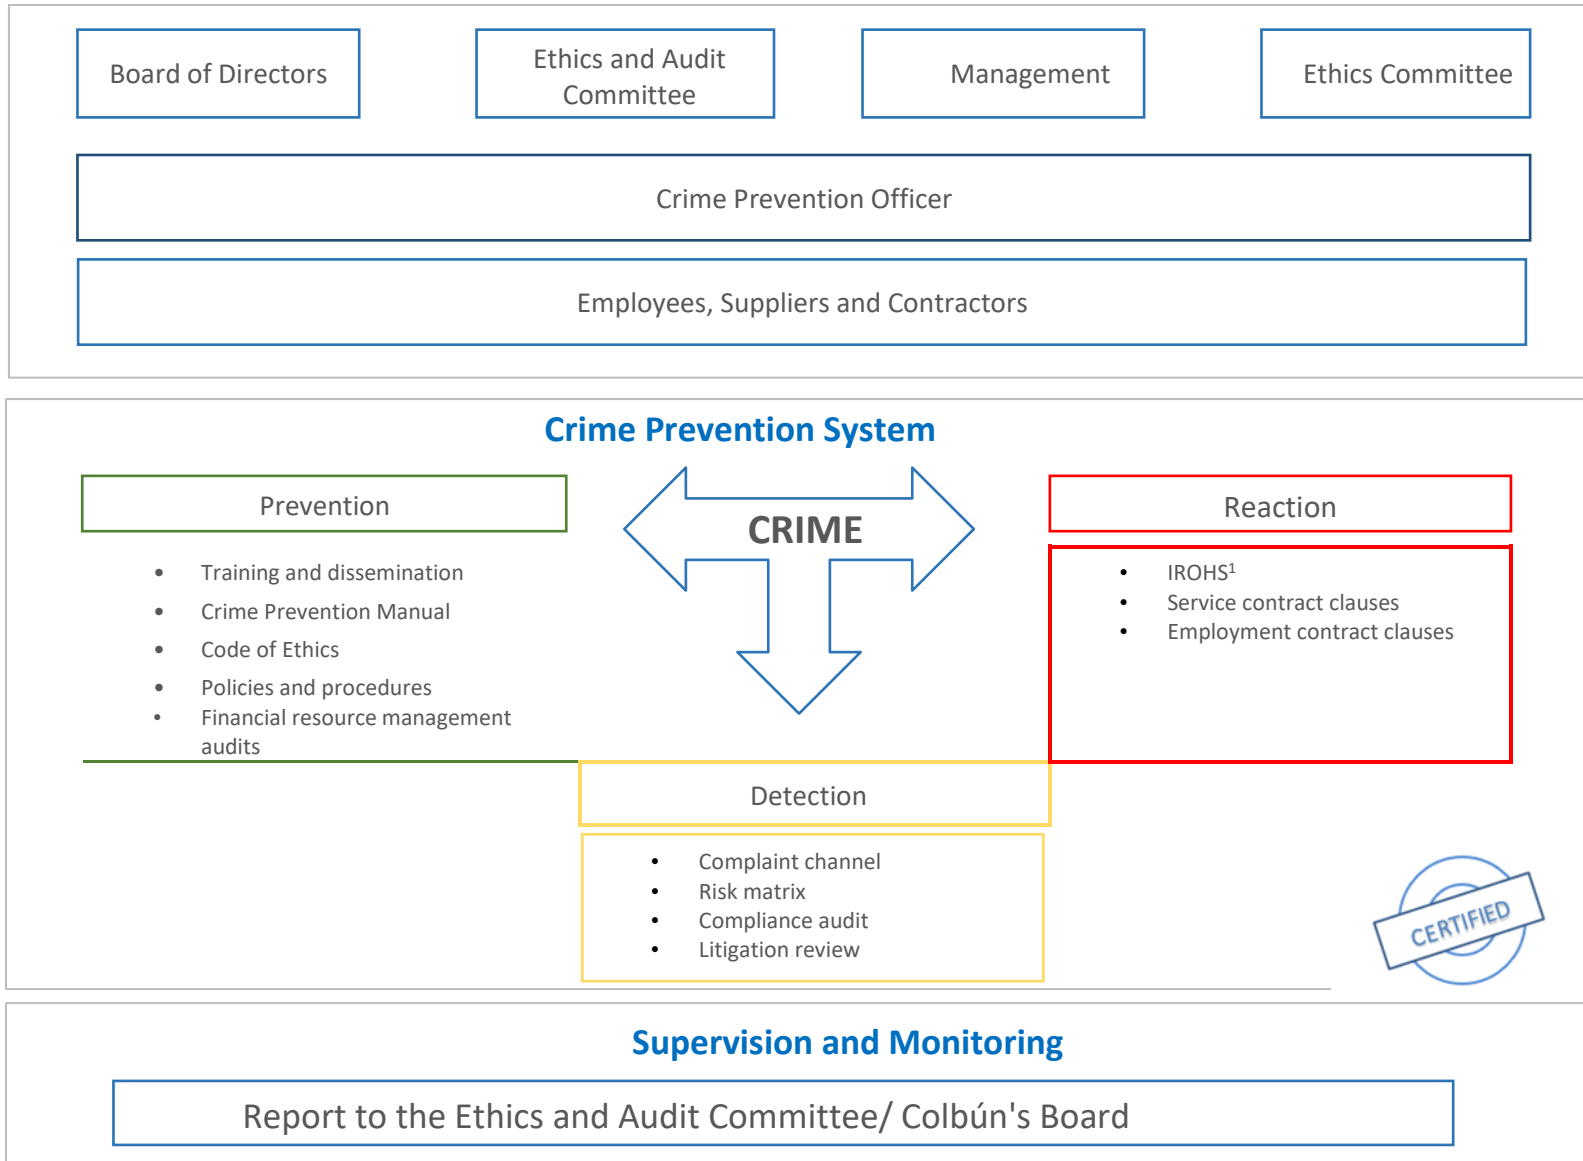 Board of Directors
Ethics and Audit
Committee
Management
Ethics Committee
Crime Prevention Officer
Employees, Suppliers and Contractors
Crime Prevention System
Prevention
CRIME
Reaction
• Training and dissemination
• Crime Prevention Manual
• Code of Ethics
• Policies and procedures
• Financial resource management
audits
• IROHS¹
• Service contract clauses
• Employment contract clauses
Detection
• Complaint channel
• Risk matrix
• Compliance audit
• Litigation review
CERTIFIED
Supervision and Monitoring
Report to the Ethics and Audit Committee/ Colbún's Board